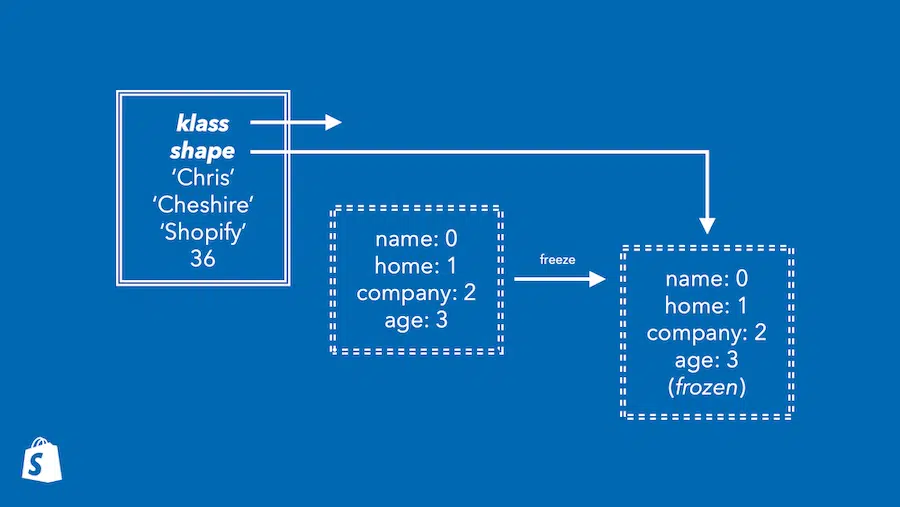 klass
shape
‘Chris‘
‘Cheshire‘
‘Shopify’
36
name: 0
home: 1
company: 2
age: 3
freeze
name: 0
home: 1
company: 2
age: 3
(frozen)
S